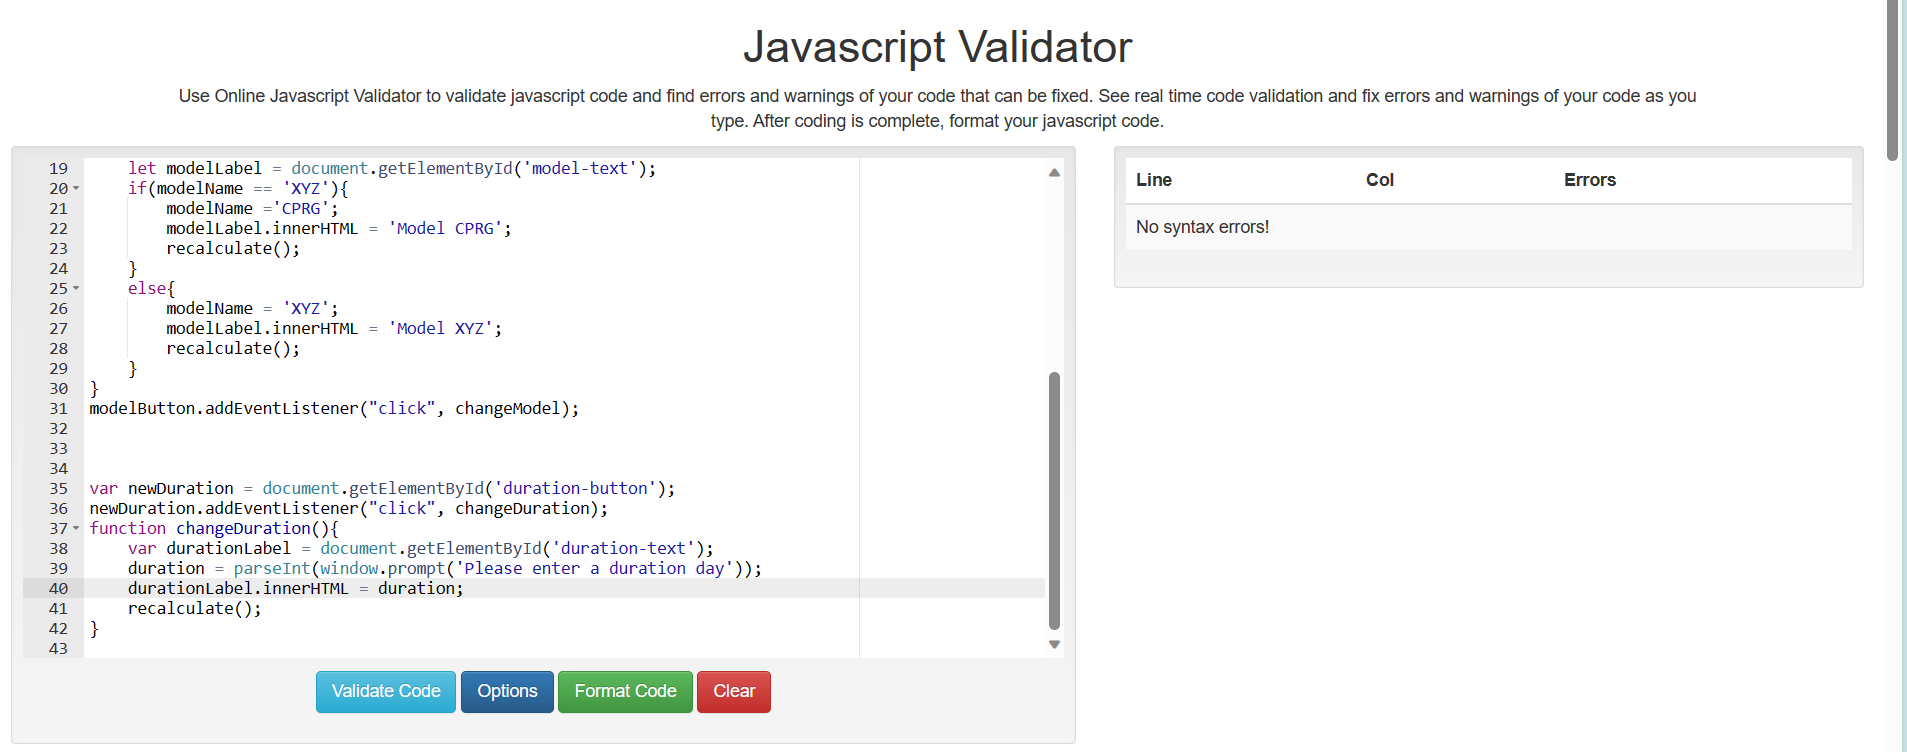 Javascript Validator
Use Online Javascript Validator to validate javascript code and find errors and warnings of your code that can be fixed. See real time code validation and fix errors and warnings of your code as you
type. After coding is complete, format your javascript code.
19     let modelLabel = document.getElementById('model-text');
20     if(modelName == 'XYZ'){
21         modelName ='CPRG';
22         modelLabel.innerHTML = 'Model CPRG';
23         recalculate();
24     }
25     else{
26         modelName = 'XYZ';
27         modelLabel.innerHTML = 'Model XYZ';
28         recalculate();
29     }
30 }
31 modelButton.addEventListener("click", changeModel);
32
33
34
35 var newDuration = document.getElementById('duration-button');
36 newDuration.addEventListener("click", changeDuration);
37 function changeDuration(){
38     var durationLabel = document.getElementById('duration-text');
39     duration = parseInt(window.prompt('Please enter a duration day'));
40     durationLabel.innerHTML = duration;
41     recalculate();
42 }
43
Validate Code Options Format Code Clear
Line Col Errors
No syntax errors!